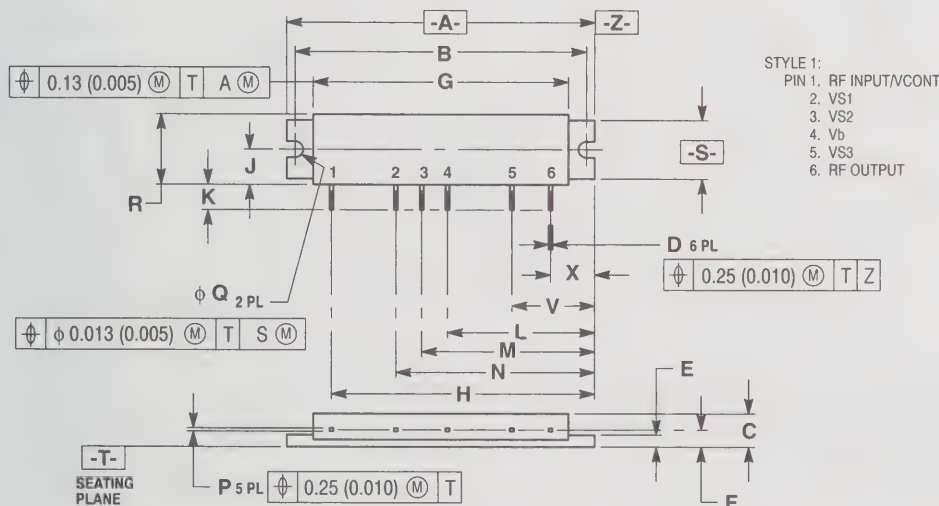 -A-
-Z-
B
⌖ 0.13 (0.005) Ⓜ T A Ⓜ
G
STYLE 1:
PIN 1. RF INPUT/VCONT
2. VS1
3. VS2
4. Vb
5. VS3
6. RF OUTPUT
-S-
J
K
R
1 2 3 4 5 6
D 6 PL
⌖ 0.25 (0.010) Ⓜ T Z
X
ϕ Q 2 PL
V
⌖ ϕ 0.013 (0.005) Ⓜ T S Ⓜ
L
M
N
H
E
C
-T-
SEATING
PLANE
P 5 PL ⌖ 0.25 (0.010) Ⓜ T
F